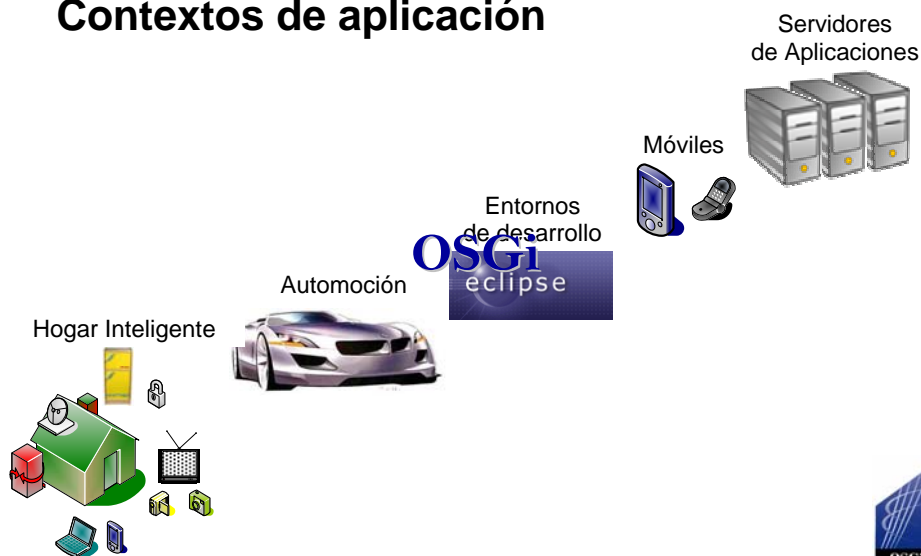 Contextos de aplicación
Servidores
de Aplicaciones
Móviles
Entornos
de desarrollo
OSGi
eclipse
Automoción
Hogar Inteligente